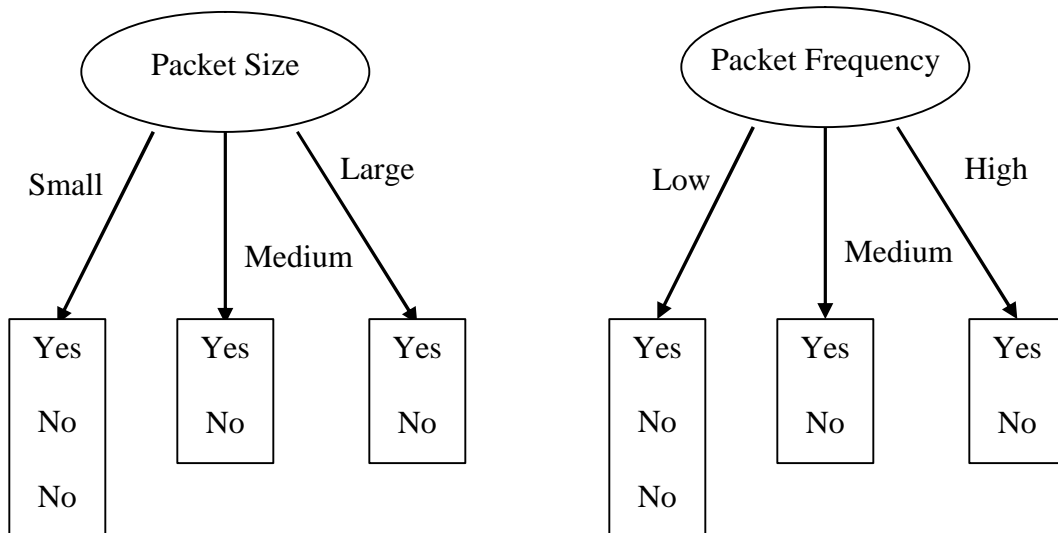 Packet Size
Small
Large
Medium
Yes
No
No
Yes
No
Yes
No
Packet Frequency
Low
High
Medium
Yes
No
No
Yes
No
Yes
No